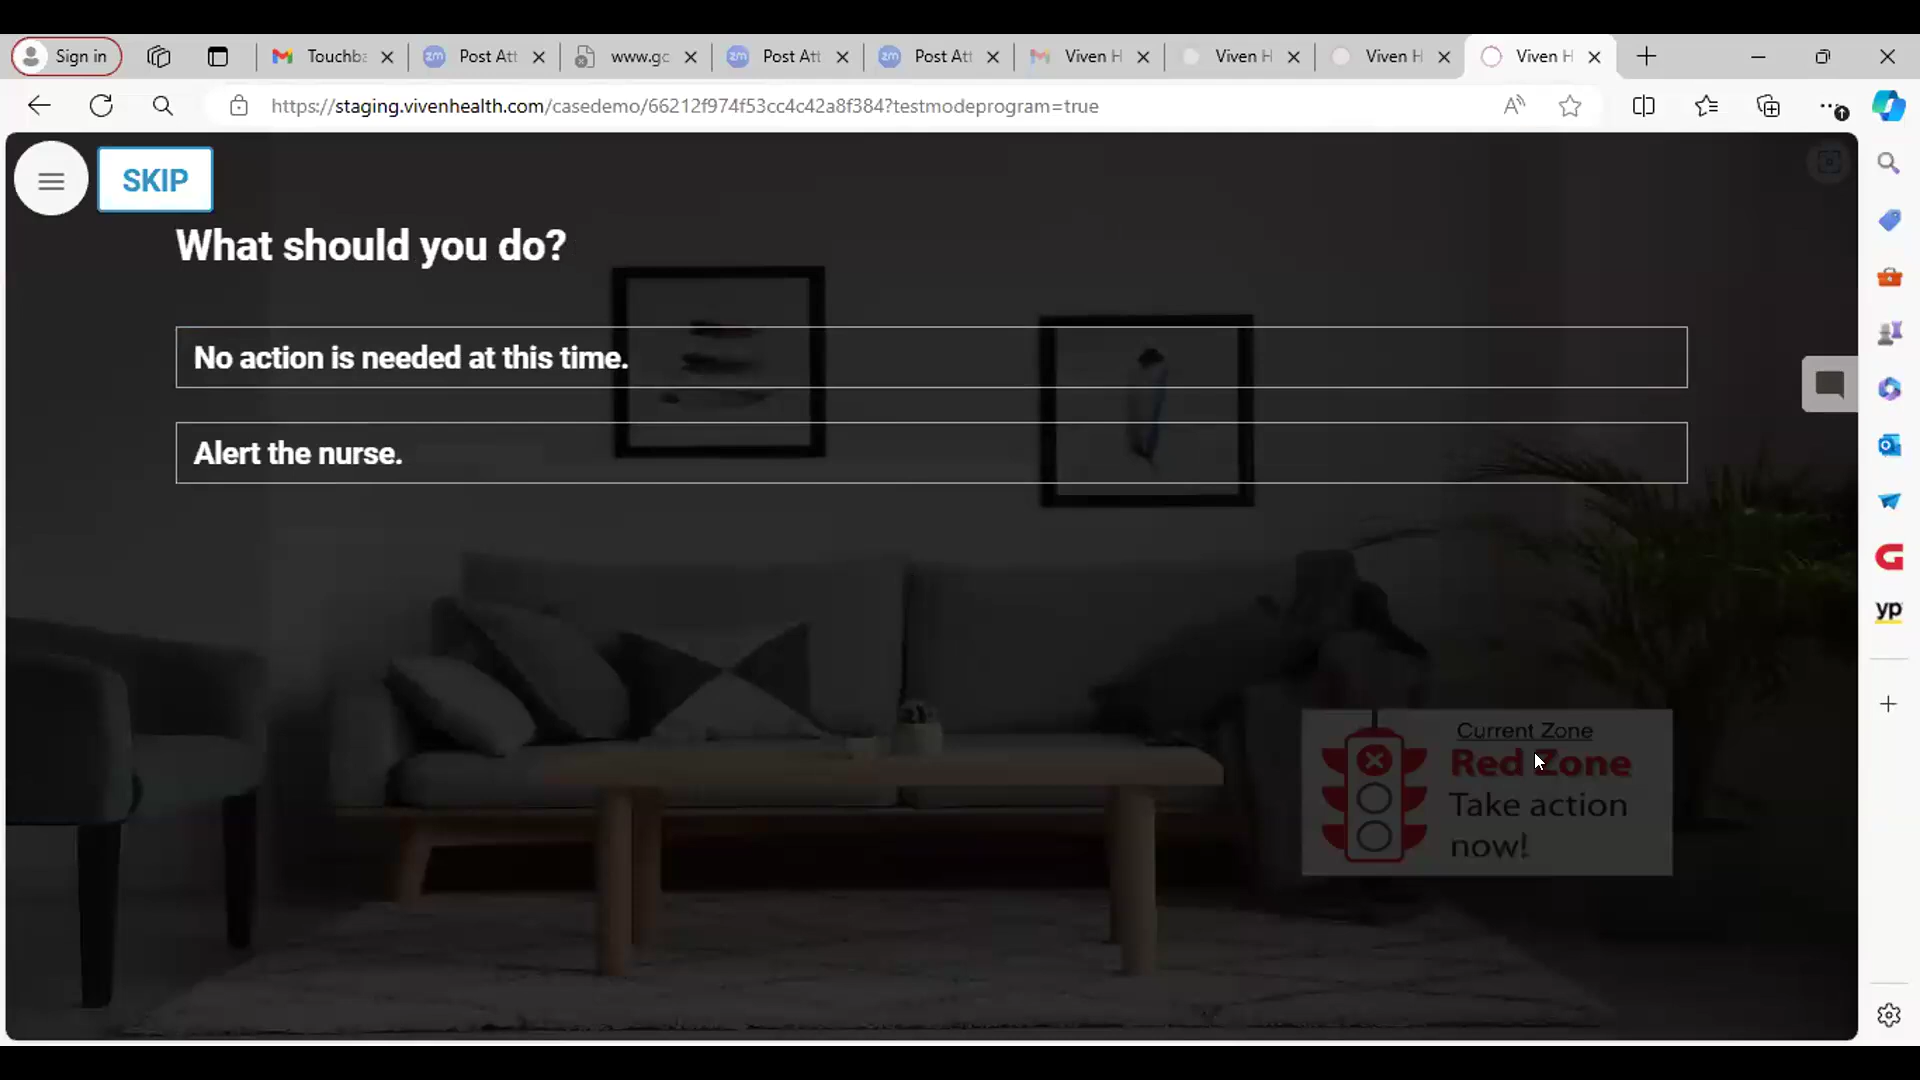 Sign in
Touchba
Post Att
www.gc
Post Att
Post Att
Viven H
Viven H
Viven H
Viven H
https://staging.vivenhealth.com/casedemo/66212f974f53cc4c42a8f384?testmodeprogram=true
SKIP
What should you do?
No action is needed at this time.
Alert the nurse.
Current Zone
Red Zone
Take action
now!
G
yp